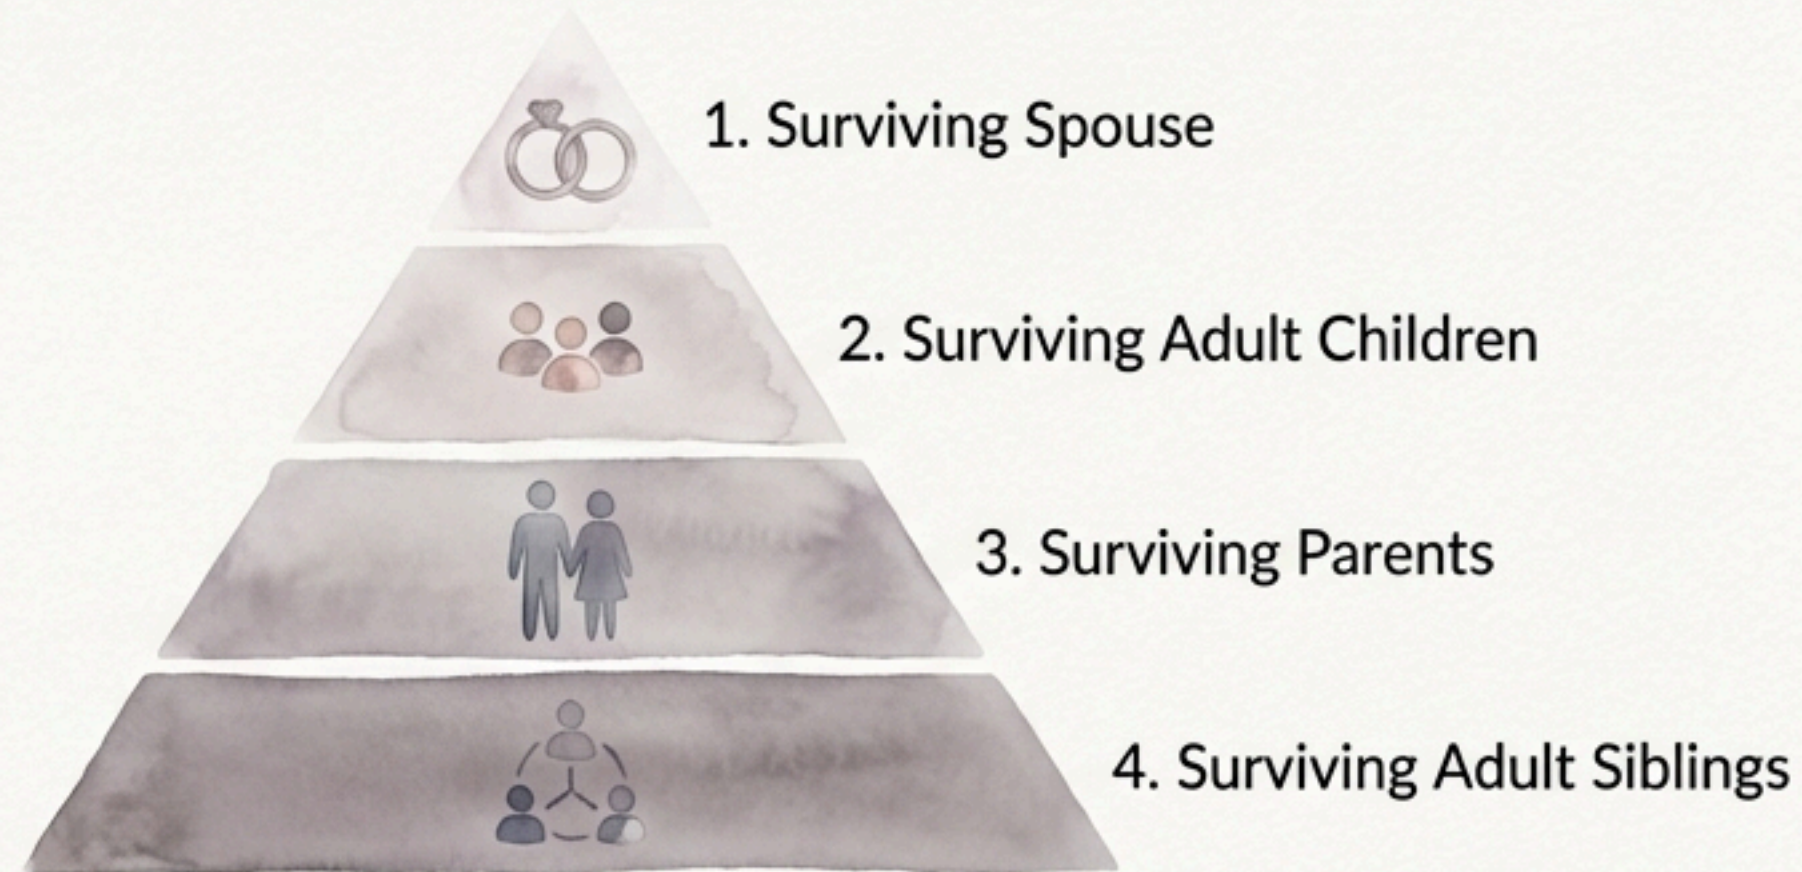 1. Surviving Spouse
2. Surviving Adult Children
3. Surviving Parents
4. Surviving Adult Siblings